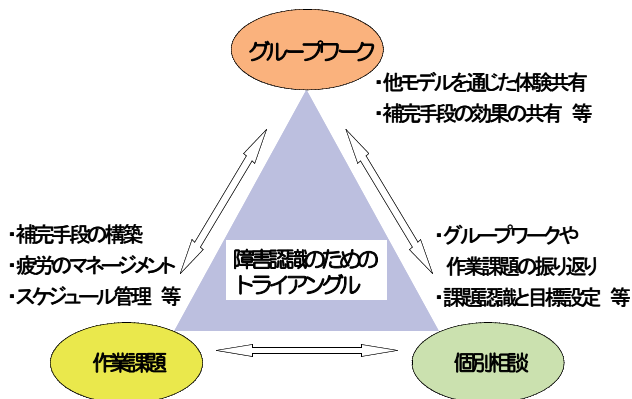 グループワーク
・他モデルを通じた体験共有
・補完手段の効果の共有 等
・補完手段の構築
・疲労のマネージメント
・スケジュール管理 等
障害認識のための
トライアングル
・グループワークや
作業課題の振り返り
・課題認識と目標設定 等
作業課題
個別相談